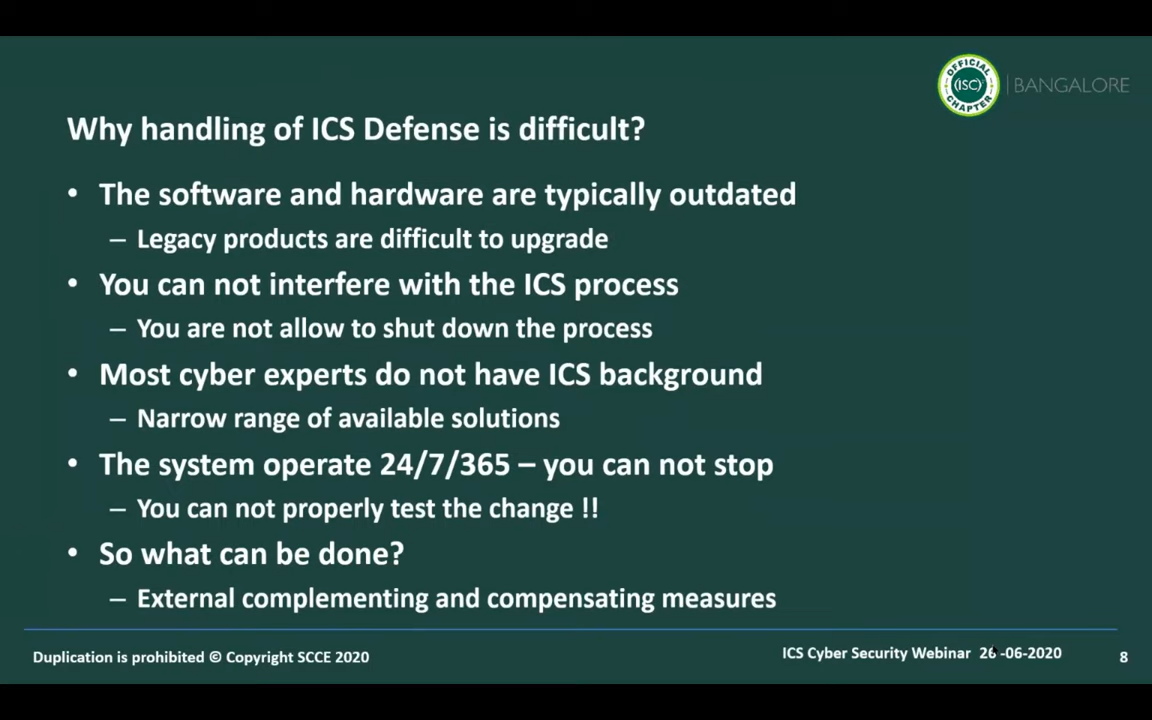 OFFICIAL
(ISC)²
CHAPTER
BANGALORE
Why handling of ICS Defense is difficult?
• The software and hardware are typically outdated
– Legacy products are difficult to upgrade
• You can not interfere with the ICS process
– You are not allow to shut down the process
• Most cyber experts do not have ICS background
– Narrow range of available solutions
• The system operate 24/7/365 – you can not stop
– You can not properly test the change !!
• So what can be done?
– External complementing and compensating measures
Duplication is prohibited © Copyright SCCE 2020
ICS Cyber Security Webinar 26-06-2020
8